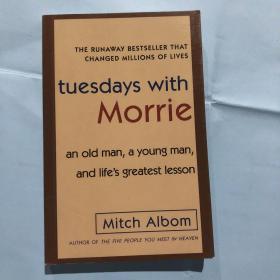 THE RUNAWAY BESTSELLER THAT
CHANGED MILLIONS OF LIVES
tuesdays with
Morrie
an old man, a young man,
and life's greatest lesson
Mitch Albom
AUTHOR OF THE FIVE PEOPLE YOU MEET IN HEAVEN